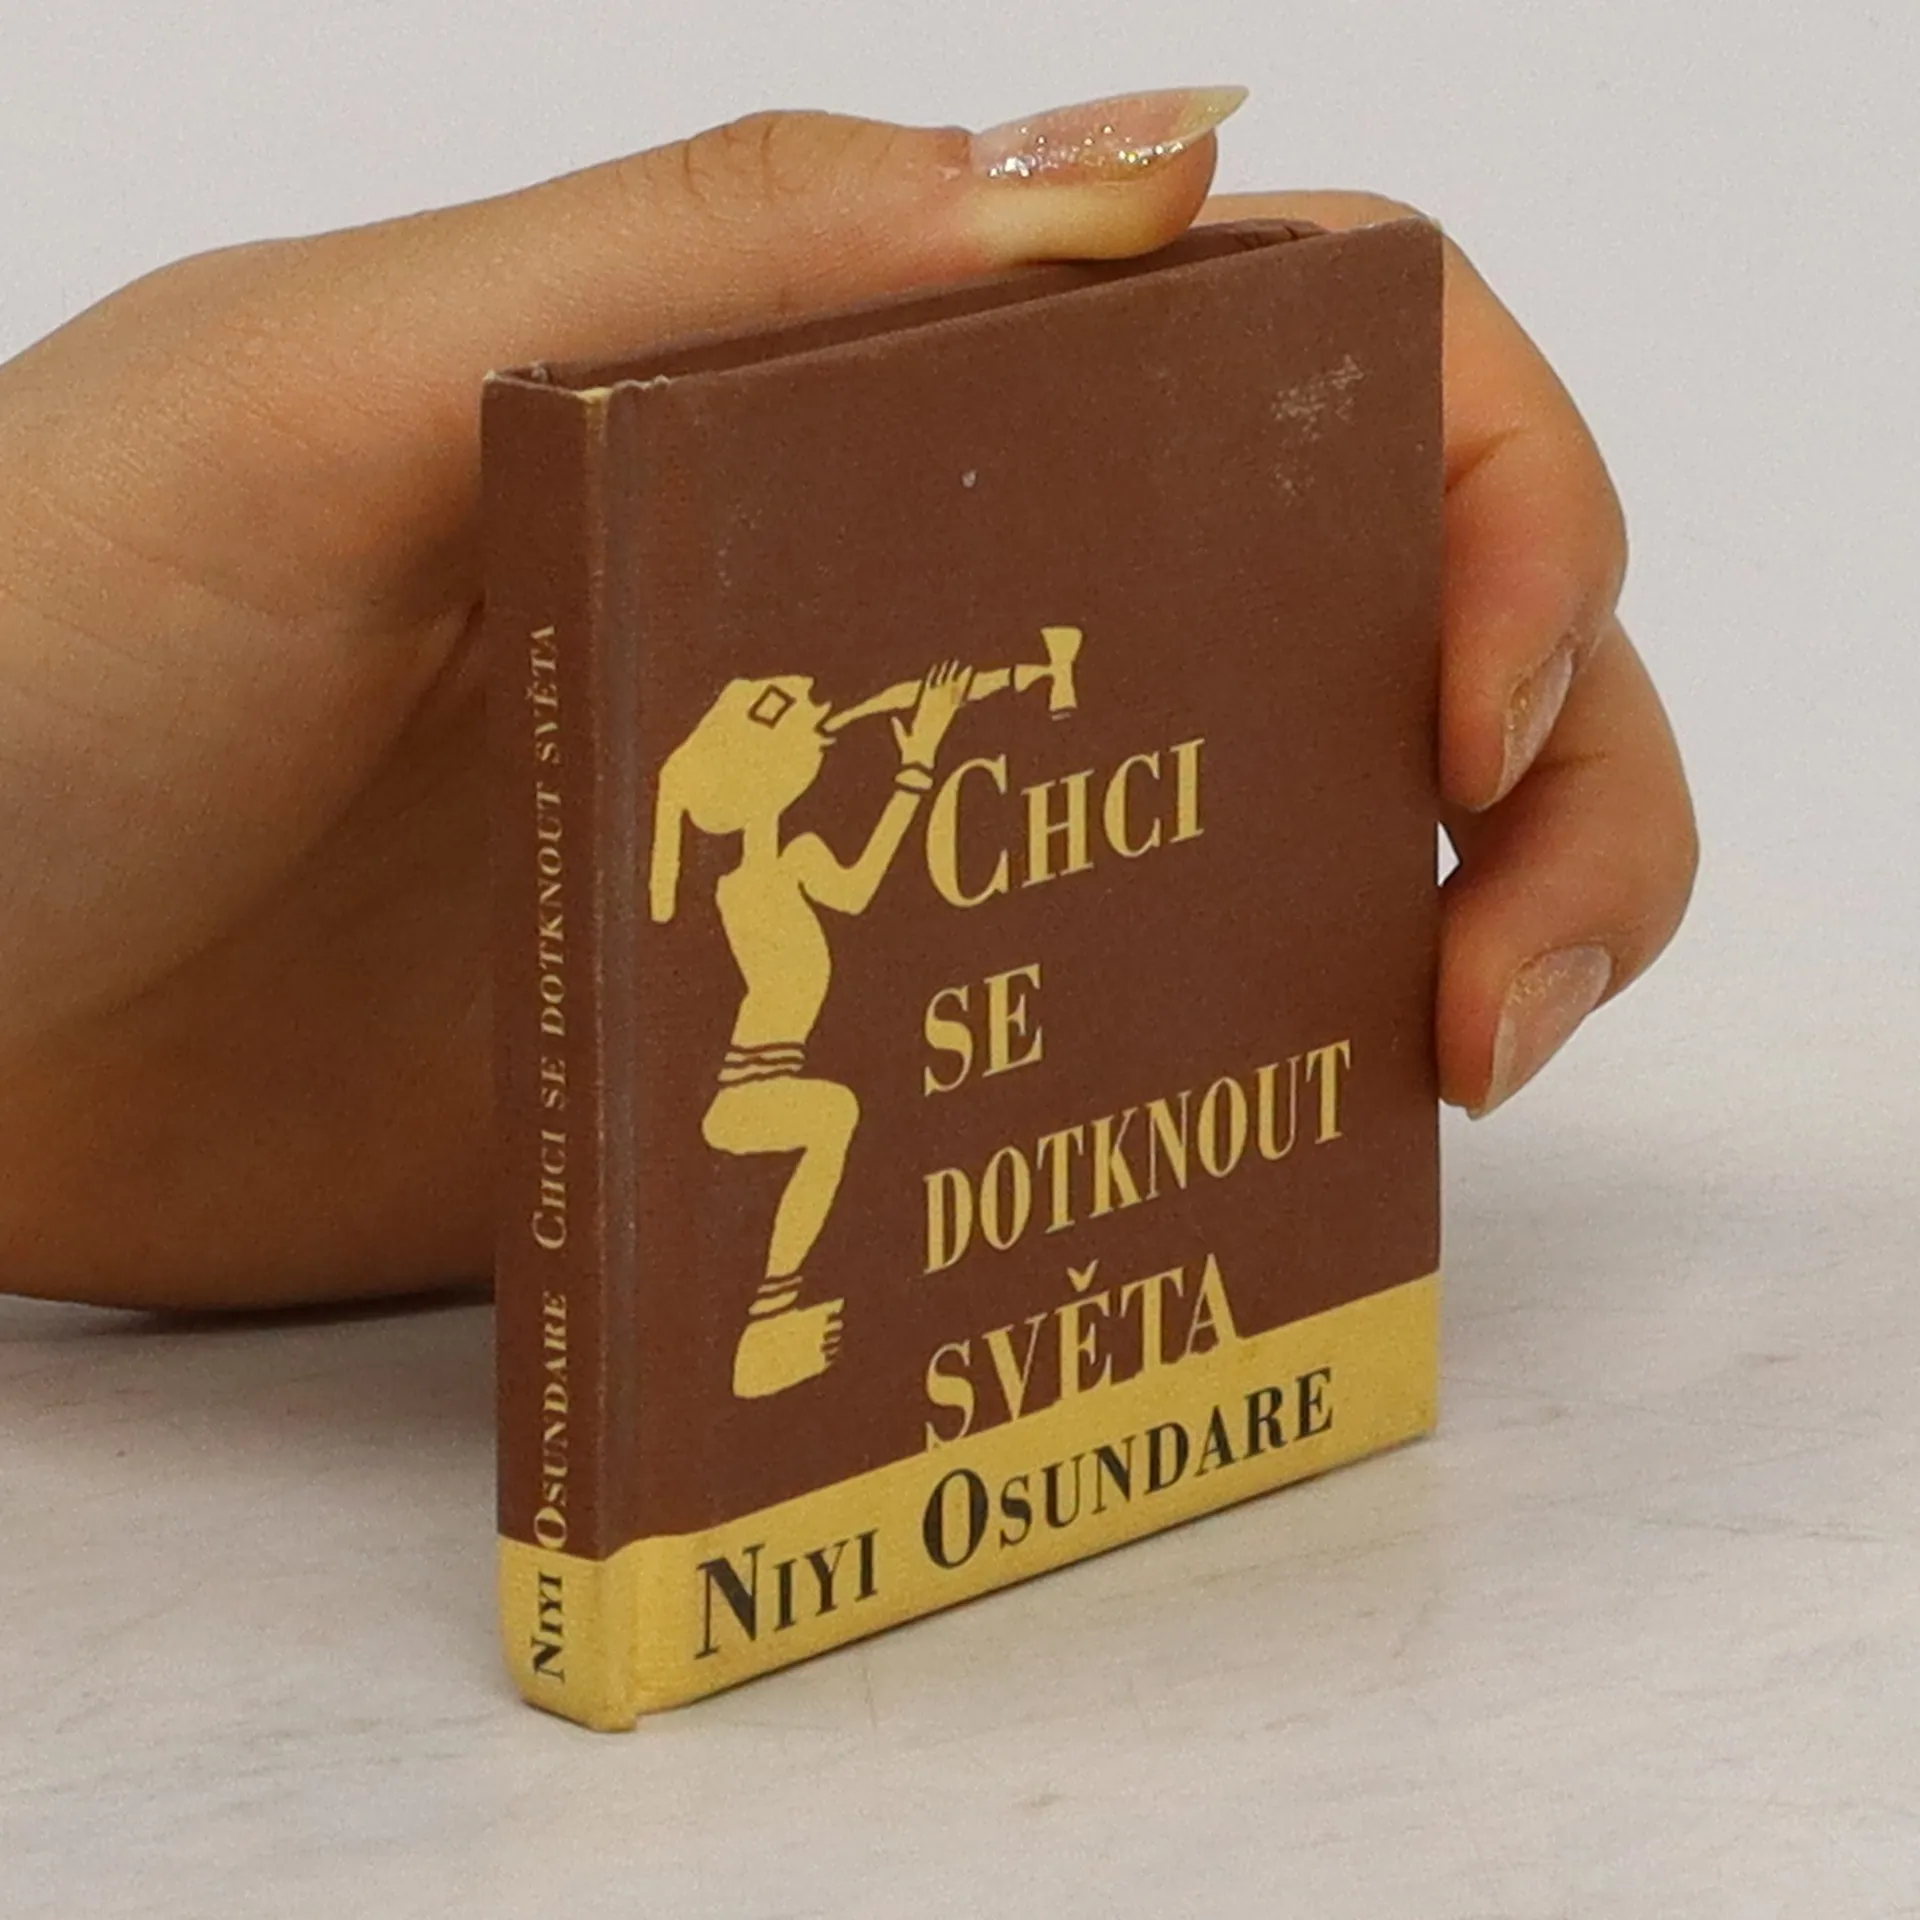 Niyi Osundare Chci se dotknout světa
Chci
se
dotknout
světa
Niyi Osundare